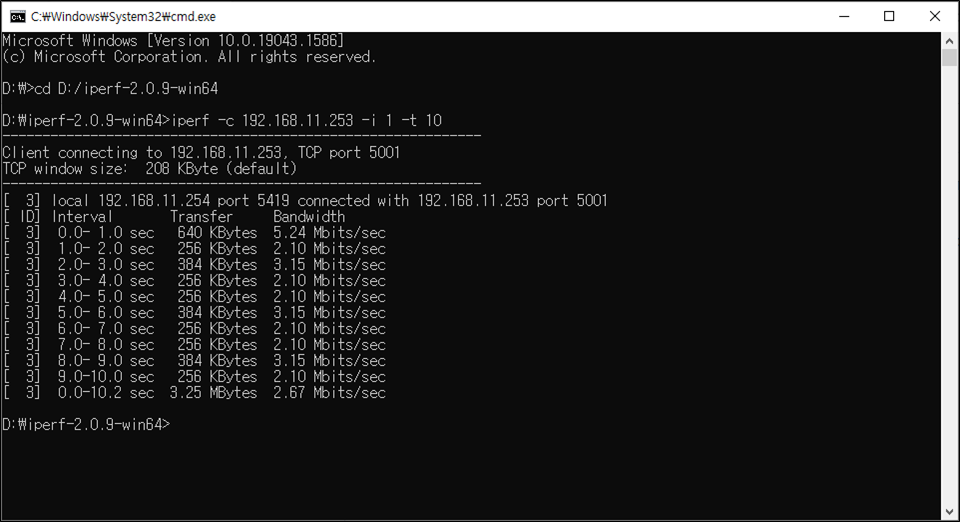 C:₩Windows₩System32₩cmd.exe
Microsoft Windows [Version 10.0.19043.1586]
(c) Microsoft Corporation. All rights reserved.
D:₩>cd D:/iperf-2.0.9-win64
D:₩iperf-2.0.9-win64>iperf -c 192.168.11.253 -i 1 -t 10
------------------------------------------------------------
Client connecting to 192.168.11.253, TCP port 5001
TCP window size:  208 KByte (default)
------------------------------------------------------------
[  3] local 192.168.11.254 port 5419 connected with 192.168.11.253 port 5001
[ ID] Interval       Transfer     Bandwidth
[  3]  0.0- 1.0 sec   640 KBytes  5.24 Mbits/sec
[  3]  1.0- 2.0 sec   256 KBytes  2.10 Mbits/sec
[  3]  2.0- 3.0 sec   384 KBytes  3.15 Mbits/sec
[  3]  3.0- 4.0 sec   256 KBytes  2.10 Mbits/sec
[  3]  4.0- 5.0 sec   256 KBytes  2.10 Mbits/sec
[  3]  5.0- 6.0 sec   384 KBytes  3.15 Mbits/sec
[  3]  6.0- 7.0 sec   256 KBytes  2.10 Mbits/sec
[  3]  7.0- 8.0 sec   256 KBytes  2.10 Mbits/sec
[  3]  8.0- 9.0 sec   384 KBytes  3.15 Mbits/sec
[  3]  9.0-10.0 sec   256 KBytes  2.10 Mbits/sec
[  3]  0.0-10.2 sec  3.25 MBytes  2.67 Mbits/sec
D:₩iperf-2.0.9-win64>